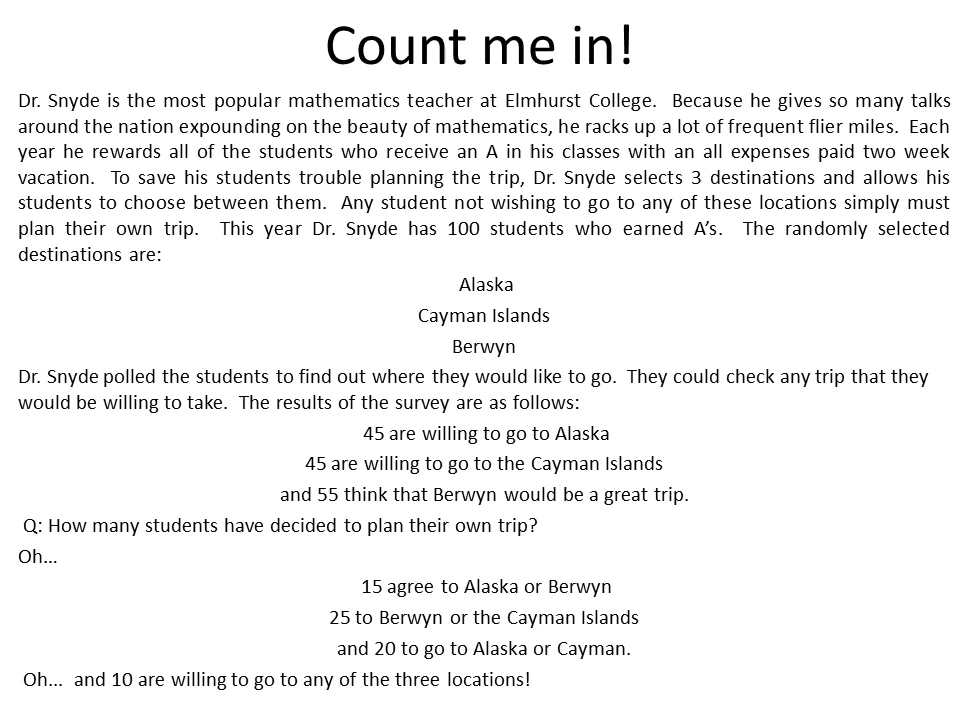 Count me in!
Dr. Snyde is the most popular mathematics teacher at Elmhurst College.  Because he gives so many talks
around the nation expounding on the beauty of mathematics, he racks up a lot of frequent flier miles.  Each
year he rewards all of the students who receive an A in his classes with an all expenses paid two week
vacation.  To save his students trouble planning the trip, Dr. Snyde selects 3 destinations and allows his
students to choose between them.  Any student not wishing to go to any of these locations simply must
plan their own trip.  This year Dr. Snyde has 100 students who earned A’s.  The randomly selected
destinations are:
Alaska
Cayman Islands
Berwyn
Dr. Snyde polled the students to find out where they would like to go.  They could check any trip that they
would be willing to take.  The results of the survey are as follows:
45 are willing to go to Alaska
45 are willing to go to the Cayman Islands
and 55 think that Berwyn would be a great trip.
Q: How many students have decided to plan their own trip?
Oh...
15 agree to Alaska or Berwyn
25 to Berwyn or the Cayman Islands
and 20 to go to Alaska or Cayman.
Oh...  and 10 are willing to go to any of the three locations!